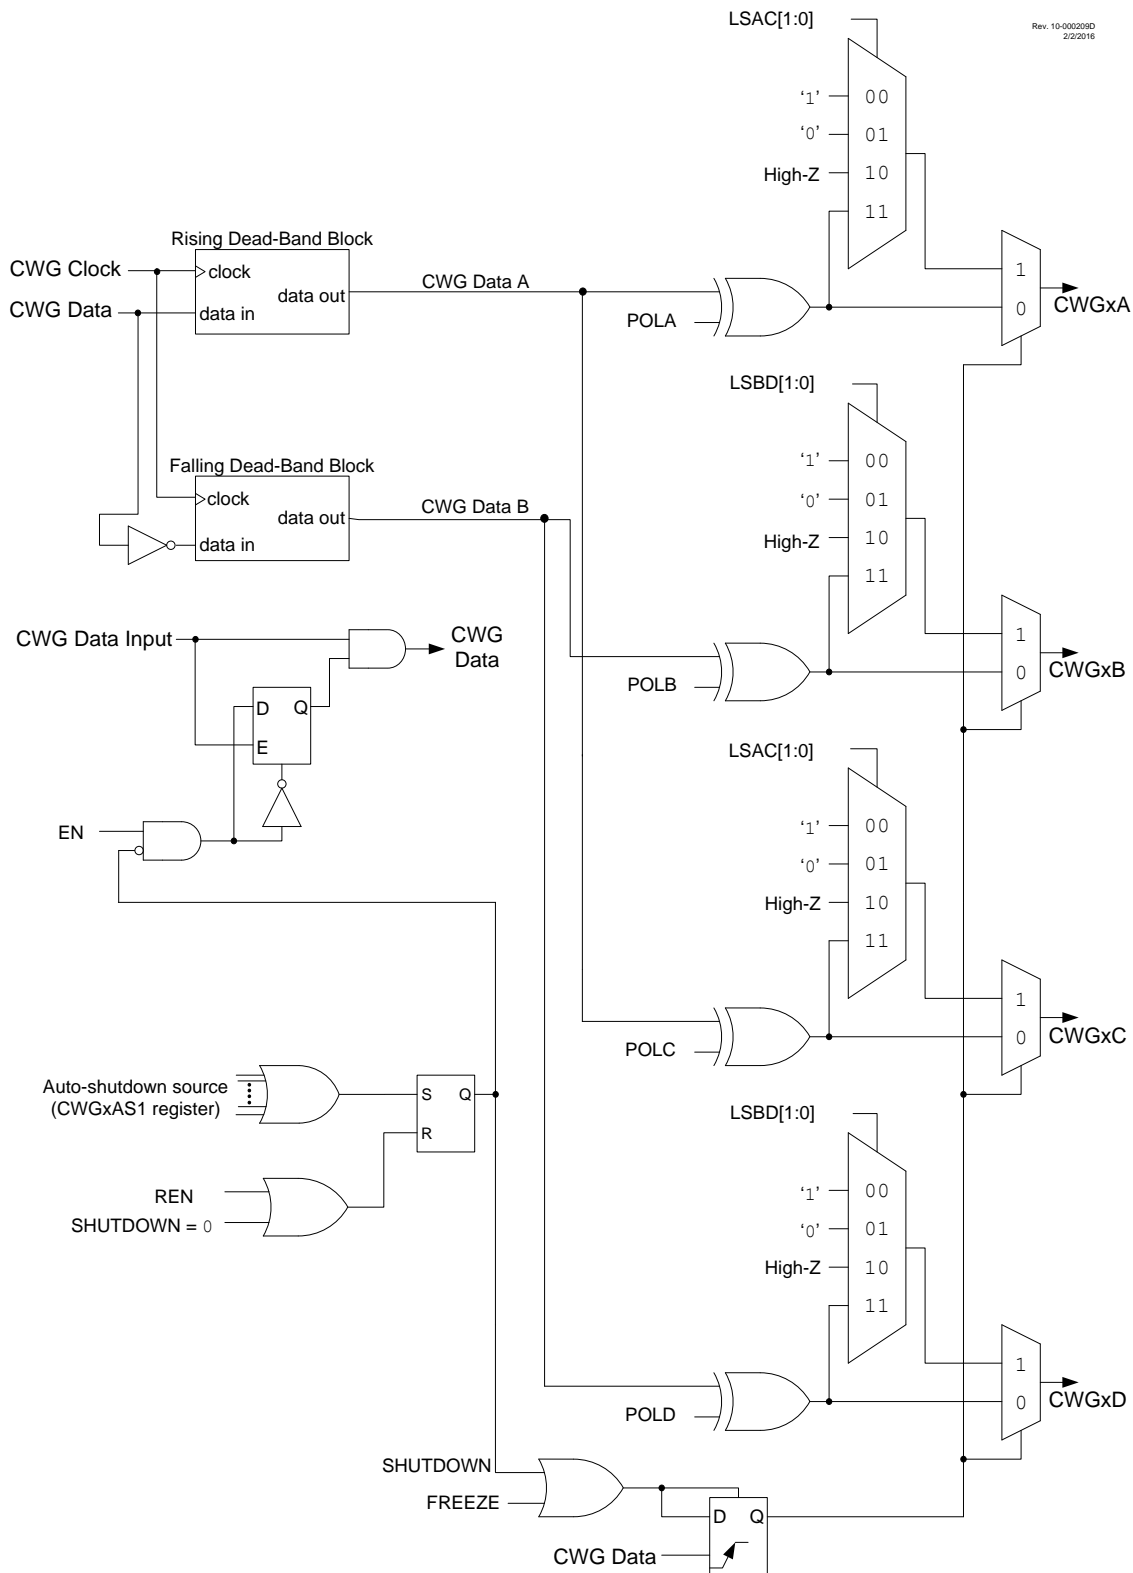 LSAC[1:0]
Rev. 10-000209D
2/2/2016
‘1’ 00
‘0’ 01
High-Z 10
11
Rising Dead-Band Block
CWG Clock
clock
CWG Data
data in
data out
CWG Data A
POLA
1
0
CWGxA
LSBD[1:0]
‘1’ 00
‘0’ 01
High-Z 10
11
Falling Dead-Band Block
clock
data out
data in
CWG Data B
POLB
1
0
CWGxB
CWG Data Input
CWG
Data
D Q
E
EN
LSAC[1:0]
‘1’ 00
‘0’ 01
High-Z 10
11
POLC
1
0
CWGxC
Auto-shutdown source
(CWGxAS1 register)
S Q
R
REN
SHUTDOWN = 0
LSBD[1:0]
‘1’ 00
‘0’ 01
High-Z 10
11
POLD
1
0
CWGxD
SHUTDOWN
FREEZE
D Q
CWG Data